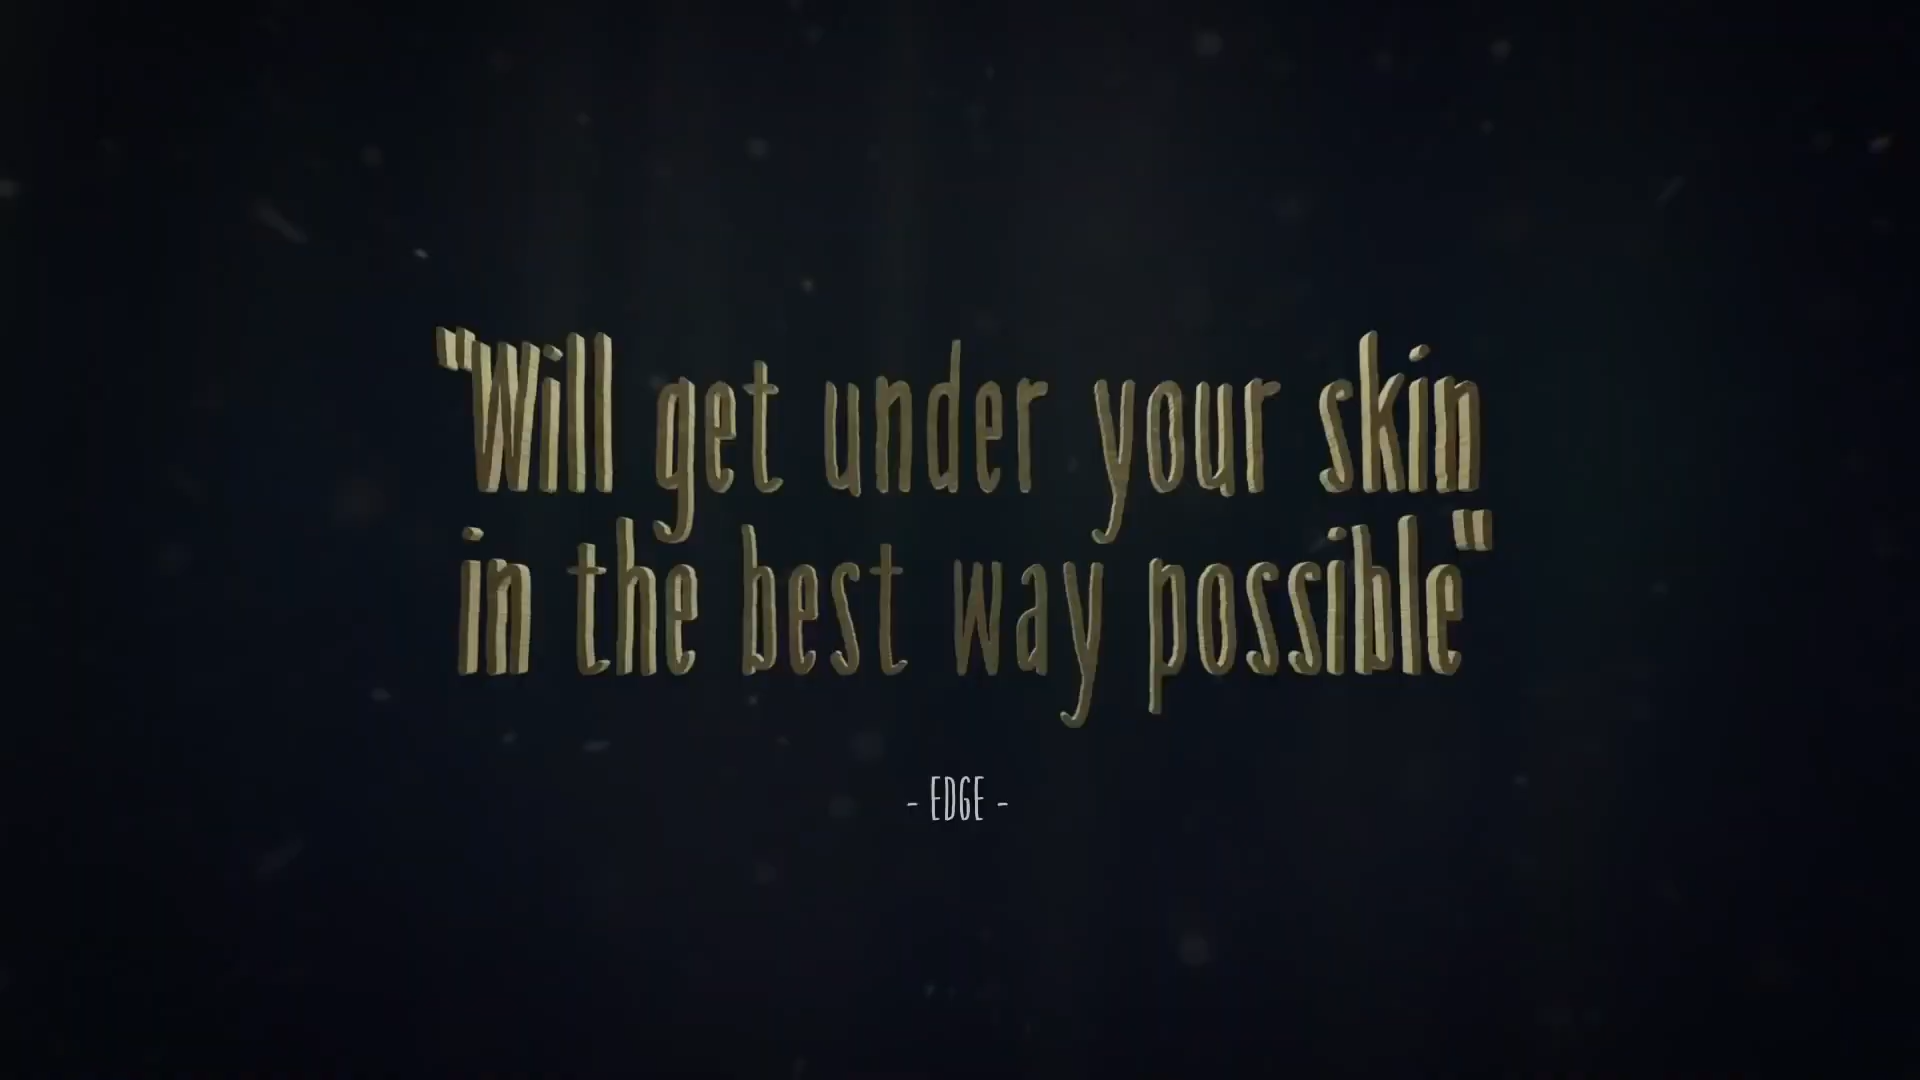 "Will get under your skin
in the best way possible"
- EDGE -